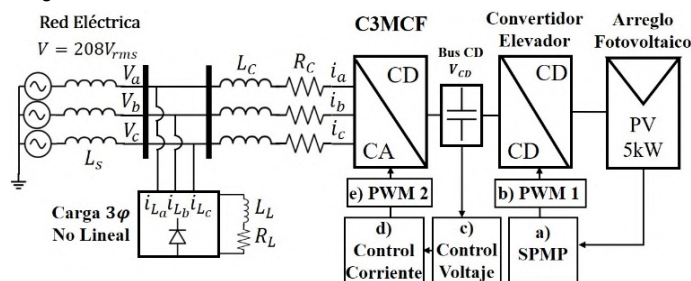 Red Eléctrica
V = 208V_rms
V_a
V_b
V_c
L_s
L_C
R_C
i_a
i_b
i_c
C3MCF
CD
CA
Bus CD
V_CD
Convertidor
Elevador
CD
CD
Arreglo
Fotovoltaico
PV
5kW
Carga 3φ
No Lineal
i_La i_Lb i_Lc
L_L
R_L
e) PWM 2
d)
Control
Corriente
c)
Control
Voltaje
b) PWM 1
a)
SPMP